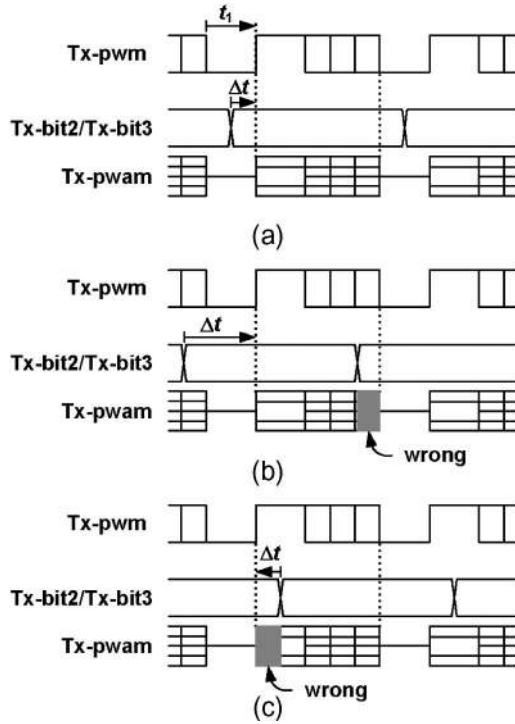 t₁
Tx-pwm
Δt
Tx-bit2/Tx-bit3
Tx-pwam
(a)
Tx-pwm
Δt
Tx-bit2/Tx-bit3
Tx-pwam
wrong
(b)
Tx-pwm
Δt
Tx-bit2/Tx-bit3
Tx-pwam
wrong
(c)